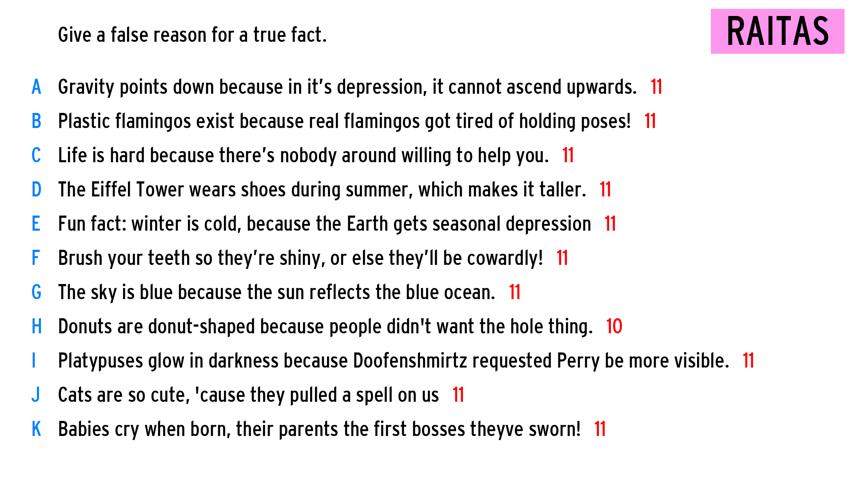 Give a false reason for a true fact.
RAITAS
A Gravity points down because in it's depression, it cannot ascend upwards. 11
B Plastic flamingos exist because real flamingos got tired of holding poses! 11
C Life is hard because there's nobody around willing to help you. 11
D The Eiffel Tower wears shoes during summer, which makes it taller. 11
E Fun fact: winter is cold, because the Earth gets seasonal depression 11
F Brush your teeth so they're shiny, or else they'll be cowardly! 11
G The sky is blue because the sun reflects the blue ocean. 11
H Donuts are donut-shaped because people didn't want the hole thing. 10
I Platypuses glow in darkness because Doofenshmirtz requested Perry be more visible. 11
J Cats are so cute, 'cause they pulled a spell on us 11
K Babies cry when born, their parents the first bosses theyve sworn! 11